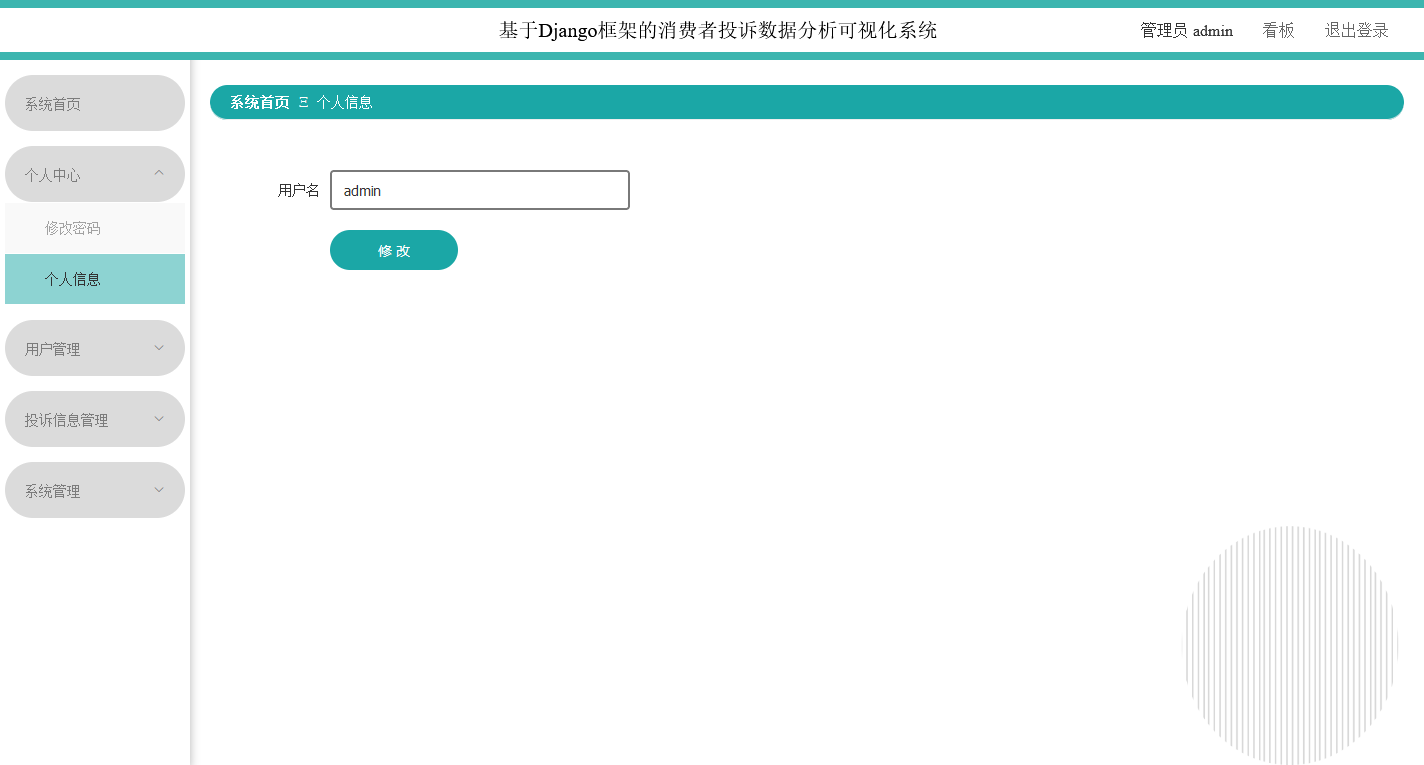 基于Django框架的消费者投诉数据分析可视化系统
管理员 admin 看板 退出登录
系统首页
个人中心
修改密码
个人信息
用户管理
投诉信息管理
系统管理
系统首页 Ξ 个人信息
用户名 admin
修 改